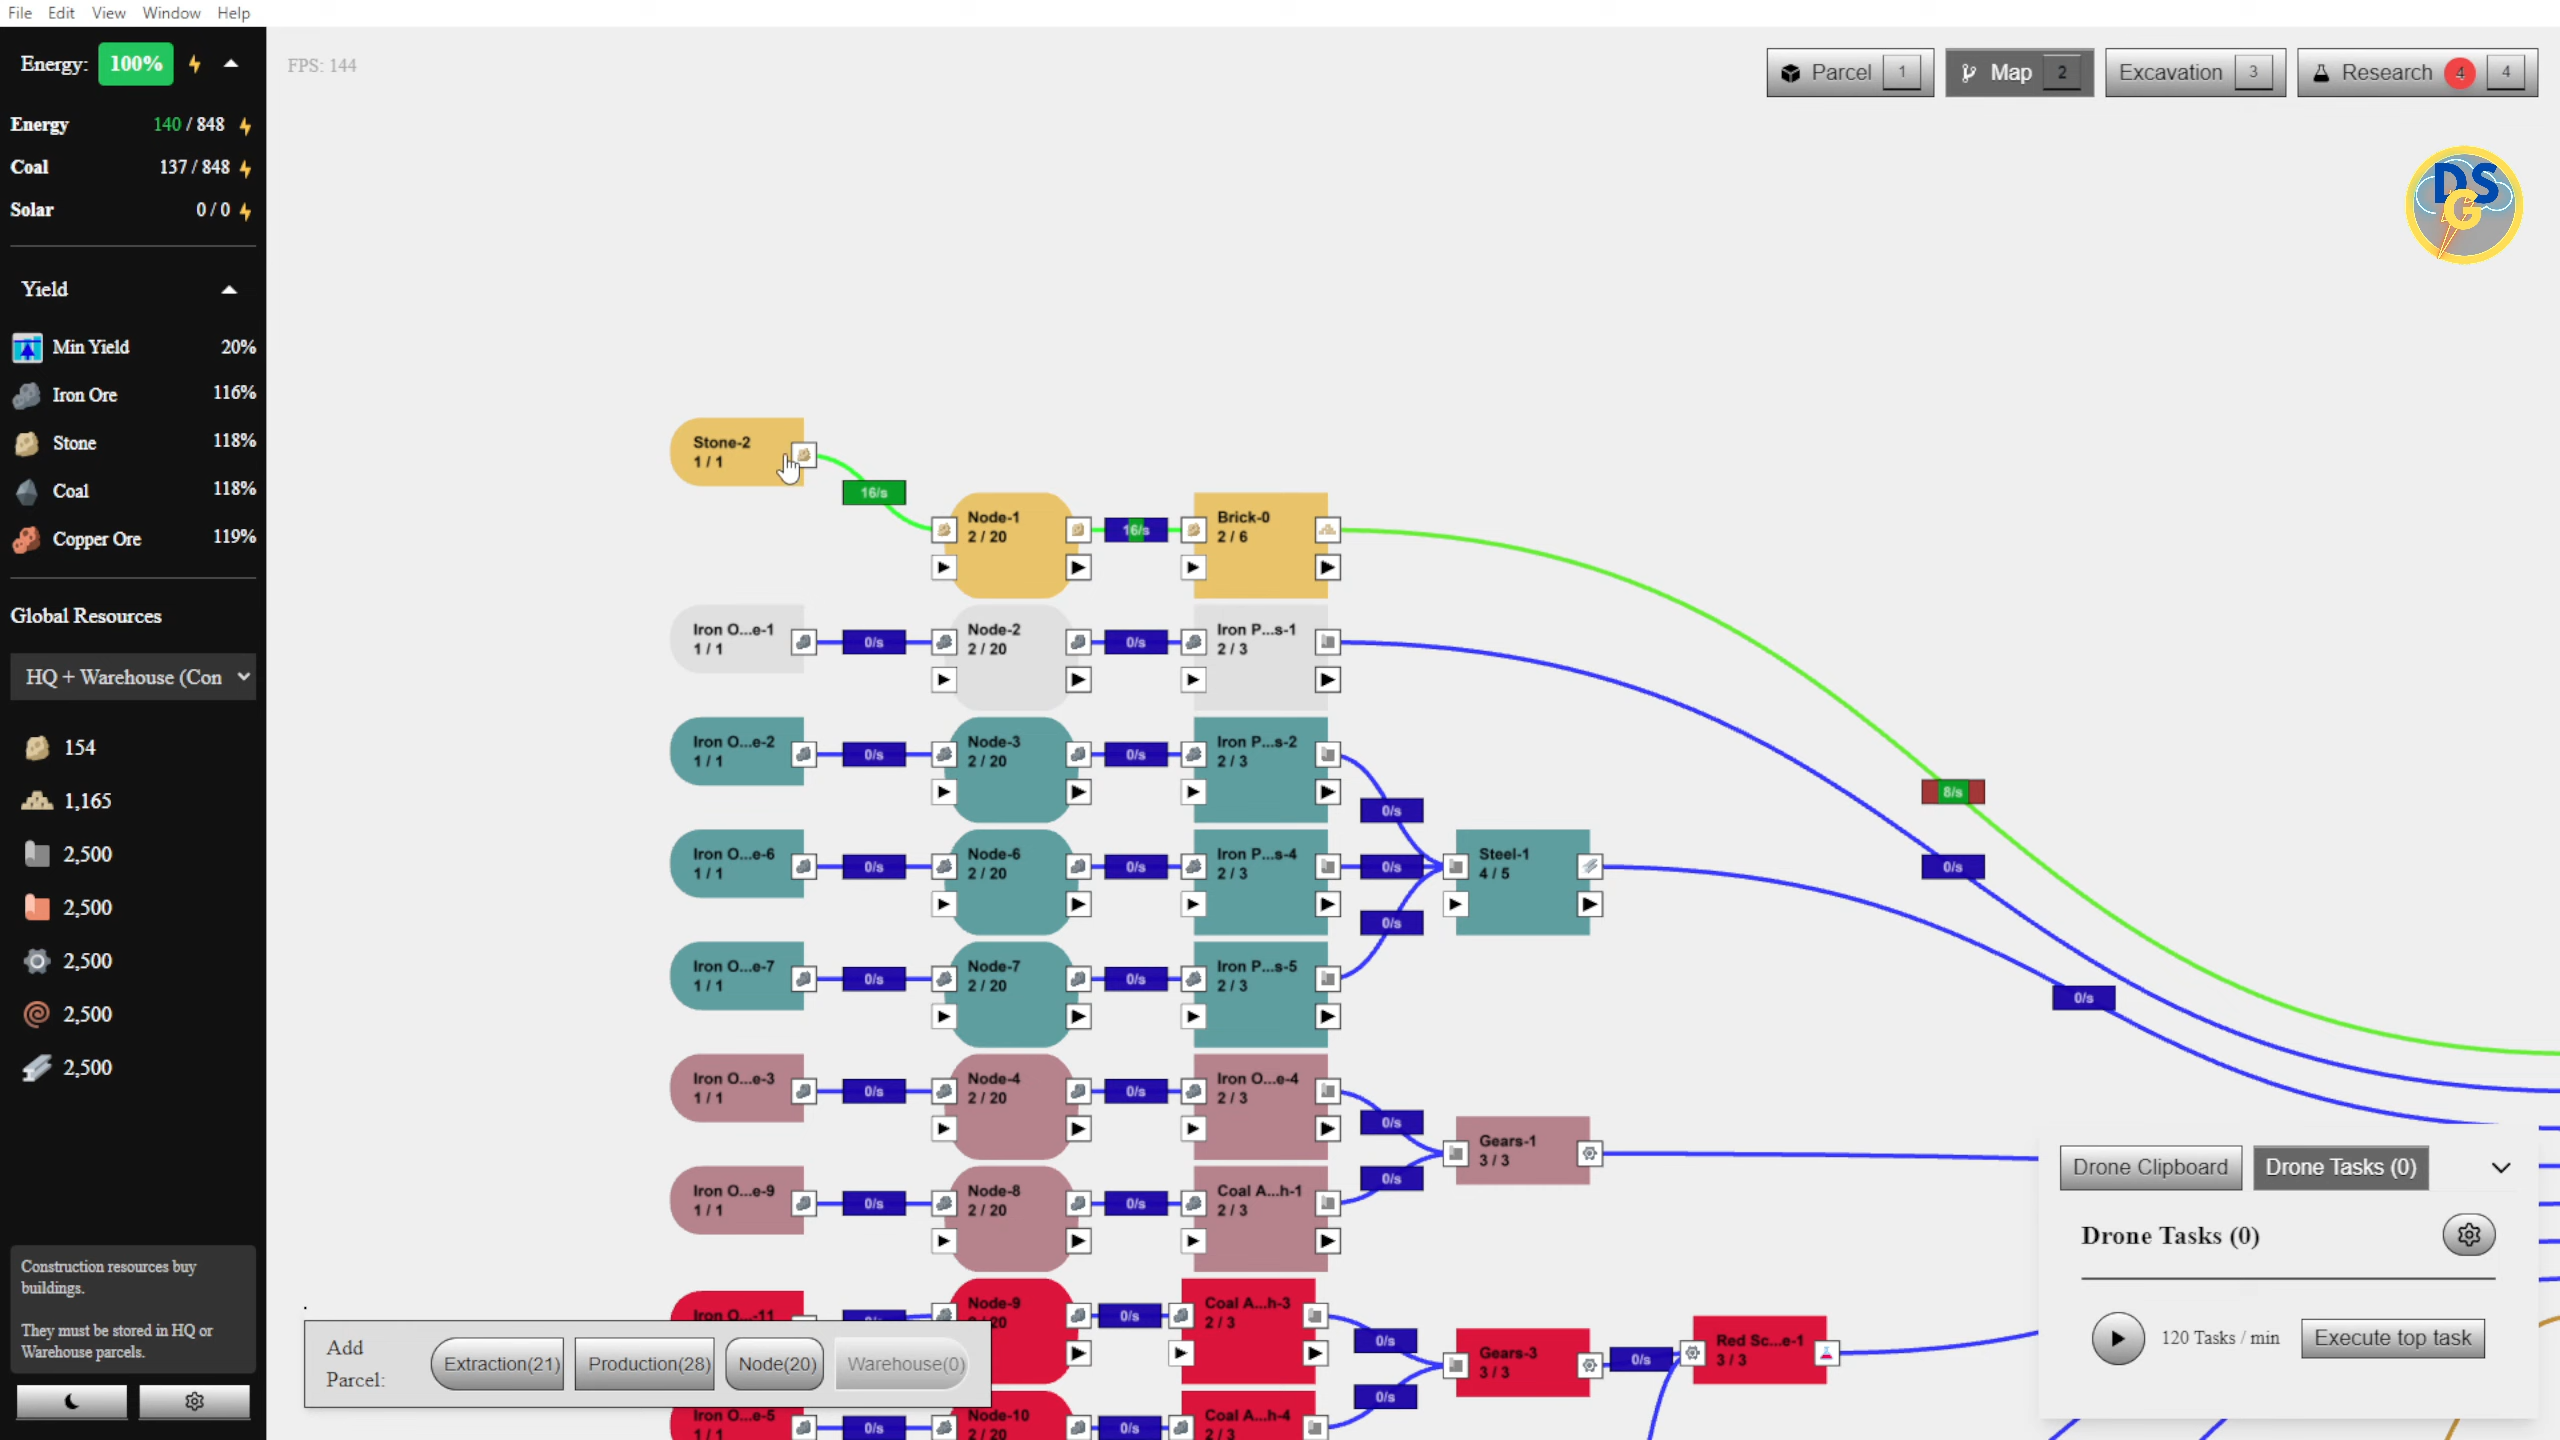 File Edit View Window Help
Energy: 100%
FPS: 144
Parcel 1
Map 2
Excavation 3
Research 4 4
Energy 140 / 848
Coal 137 / 848
Solar 0 / 0
DSG
Yield
Min Yield 20%
Iron Ore 116%
Stone 118%
Coal 118%
Copper Ore 119%
Global Resources
HQ + Warehouse (Con
154
1,165
2,500
2,500
2,500
2,500
2,500
Construction resources buy
buildings.
They must be stored in HQ or
Warehouse parcels.
Stone-2
1 / 1
16/s
Node-1
2 / 20
16/s
Brick-0
2 / 6
8/s
Iron O...e-1
1 / 1
0/s
Node-2
2 / 20
0/s
Iron P...s-1
2 / 3
0/s
Iron O...e-2
1 / 1
0/s
Node-3
2 / 20
0/s
Iron P...s-2
2 / 3
0/s
Iron O...e-6
1 / 1
0/s
Node-6
2 / 20
0/s
Iron P...s-4
2 / 3
0/s
Steel-1
4 / 5
0/s
Iron O...e-7
1 / 1
0/s
Node-7
2 / 20
0/s
Iron P...s-5
2 / 3
0/s
Iron O...e-3
1 / 1
0/s
Node-4
2 / 20
0/s
Iron O...e-4
2 / 3
0/s
Gears-1
3 / 3
Iron O...e-9
1 / 1
0/s
Node-8
2 / 20
0/s
Coal A...h-1
2 / 3
0/s
Iron O...-11
Node-9
20
0/s
Coal A...h-3
2 / 3
0/s
Gears-3
3 / 3
0/s
Red Sc...e-1
3 / 3
Iron O...e-5
1 / 1
0/s
Node-10
2 / 20
0/s
Coal A...h-4
2 / 3
0/s
Add
Parcel:
Extraction(21)
Production(28)
Node(20)
Warehouse(0)
Drone Clipboard
Drone Tasks (0)
Drone Tasks (0)
120 Tasks / min
Execute top task